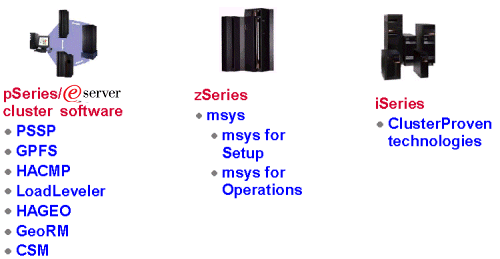 pSeries/e server
cluster software
PSSP
GPFS
HACMP
LoadLeveler
HAGEO
GeoRM
CSM
zSeries
msys
msys for
Setup
msys for
Operations
iSeries
ClusterProven
technologies